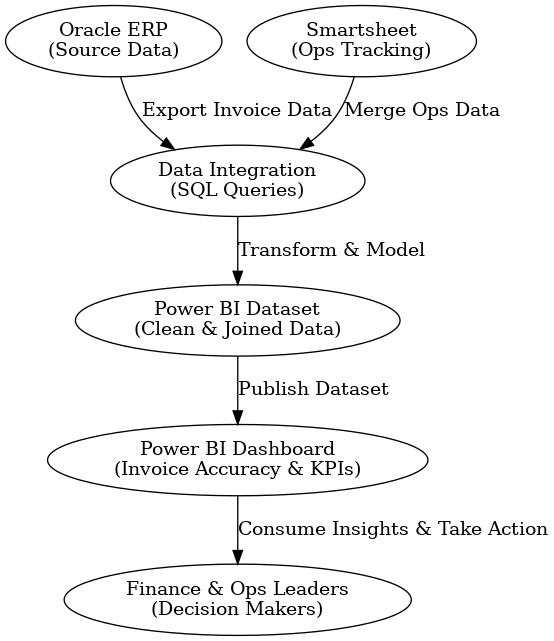 Oracle ERP
(Source Data)
Smartsheet
(Ops Tracking)
Export Invoice Data
Merge Ops Data
Data Integration
(SQL Queries)
Transform & Model
Power BI Dataset
(Clean & Joined Data)
Publish Dataset
Power BI Dashboard
(Invoice Accuracy & KPIs)
Consume Insights & Take Action
Finance & Ops Leaders
(Decision Makers)